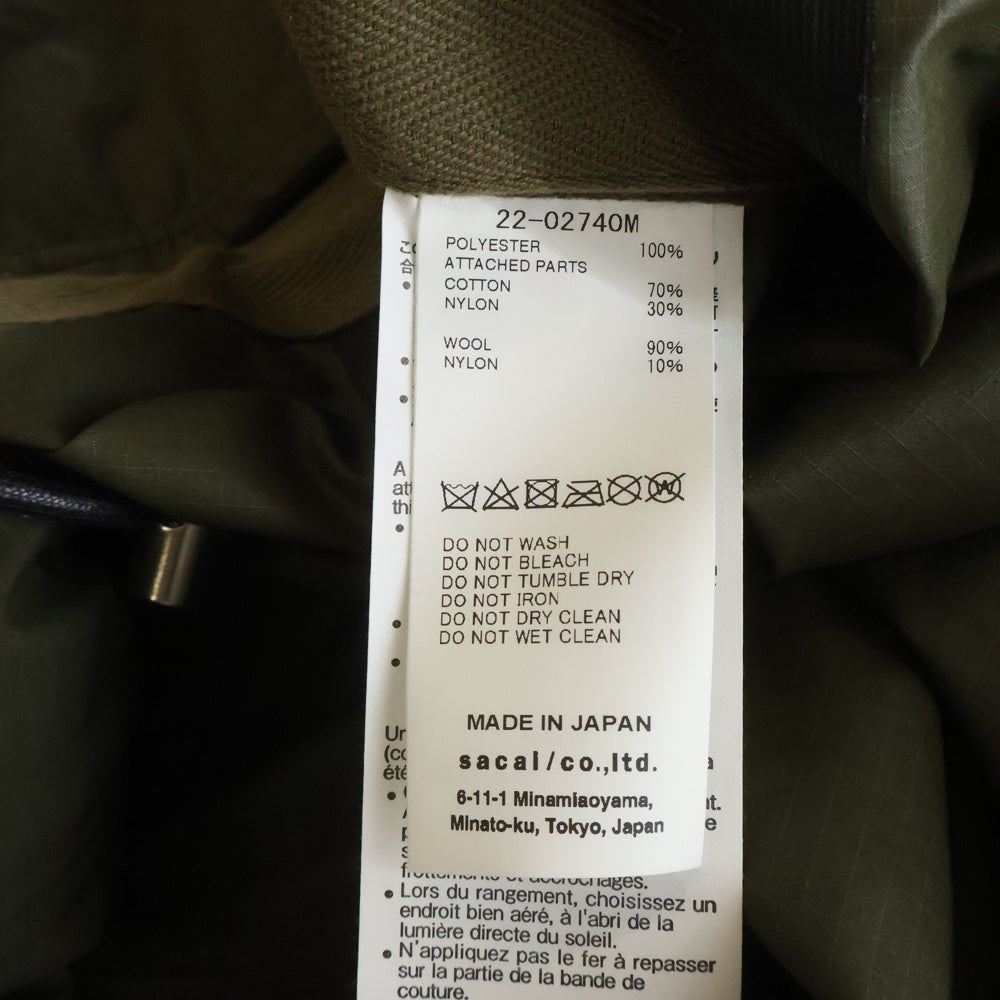 22-02740M
POLYESTER 100%
ATTACHED PARTS
COTTON 70%
NYLON 30%
WOOL 90%
NYLON 10%
W
DO NOT WASH
DO NOT BLEACH
DO NOT TUMBLE DRY
DO NOT IRON
DO NOT DRY CLEAN
DO NOT WET CLEAN
MADE IN JAPAN
sacai/co.,ltd.
6-11-1 Minamiaoyama,
Minato-ku, Tokyo, Japan
• Lors du rangement, choisissez un
endroit bien aéré, à l'abri de la
lumière directe du soleil.
• N'appliquez pas le fer à repasser
sur la partie de la bande de
couture.